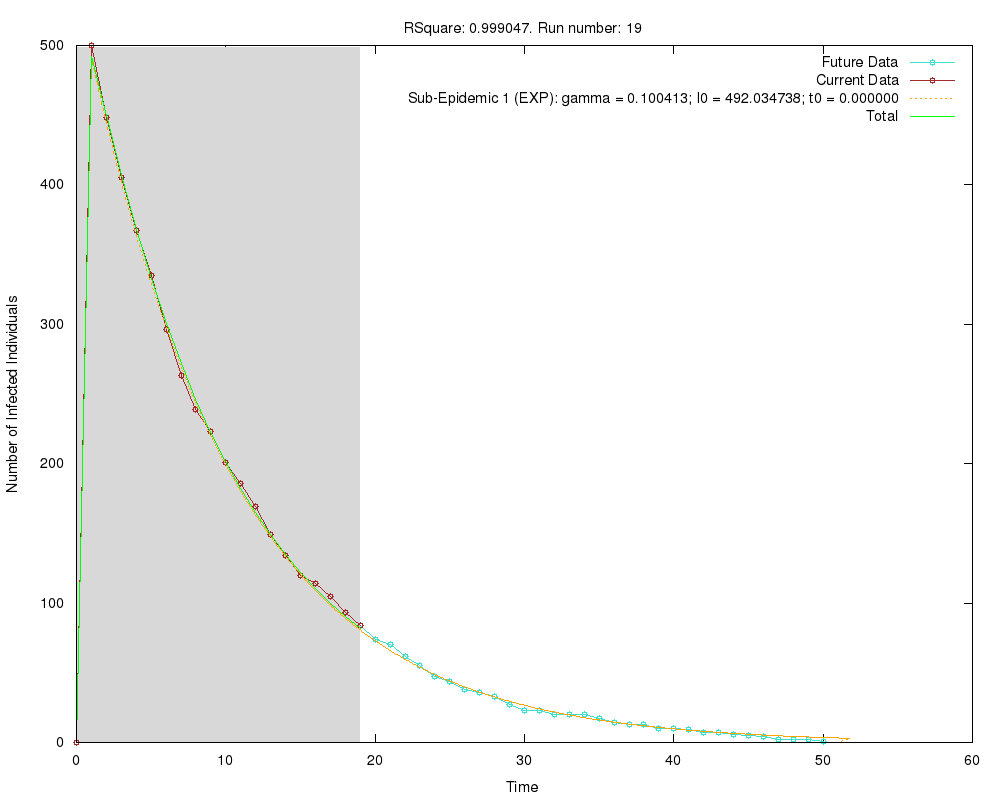 RSquare: 0.999047. Run number: 19
Future Data
Current Data
Sub-Epidemic 1 (EXP): gamma = 0.100413; I0 = 492.034738; t0 = 0.000000
Total
500
400
300
200
100
0
Number of Infected Individuals
0 10 20 30 40 50 60
Time